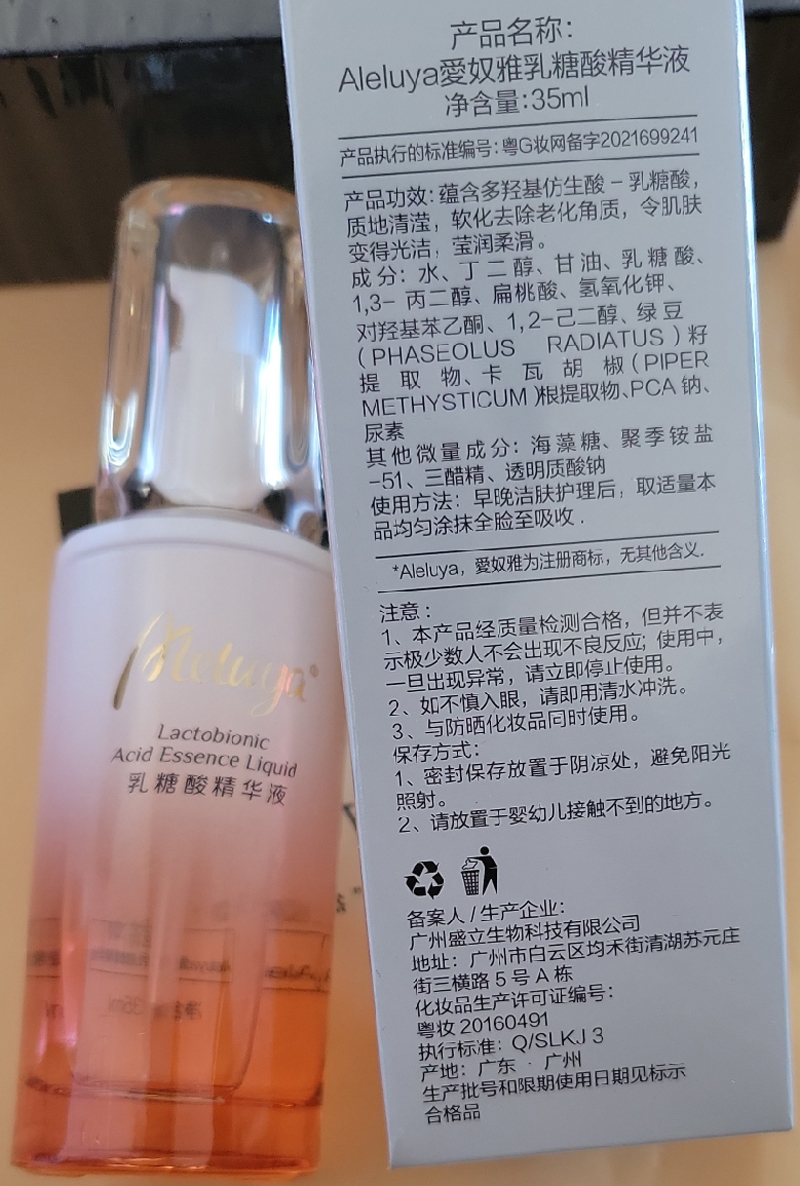 产品名称：
Aleluya愛奴雅乳糖酸精华液
净含量:35ml
产品执行的标准编号：粤G妆网备字2021699241
产品功效：蕴含多羟基仿生酸 – 乳糖酸，
质地清滢，软化去除老化角质，令肌肤
变得光洁，莹润柔滑。
成分：水、丁二醇、甘油、乳糖酸、
1,3- 丙二醇、扁桃酸、氢氧化钾、
对羟基苯乙酮、1,2-己二醇、绿豆
（PHASEOLUS RADIATUS）籽
提取物、卡瓦胡椒（PIPER
METHYSTICUM）根提取物、PCA 钠、
尿素
其他微量成分：海藻糖、聚季铵盐
-51、三醋精、透明质酸钠
使用方法：早晚洁肤护理后，取适量本
品均匀涂抹全脸至吸收 .
*Aleluya，愛奴雅为注册商标，无其他含义.
注意：
1、本产品经质量检测合格，但并不表
示极少数人不会出现不良反应；使用中，
一旦出现异常，请立即停止使用。
2、如不慎入眼，请即用清水冲洗。
3、与防晒化妆品同时使用。
保存方式：
1、密封保存放置于阴凉处，避免阳光
照射。
2、请放置于婴幼儿接触不到的地方。
备案人 / 生产企业：
广州盛立生物科技有限公司
地址：广州市白云区均禾街清湖苏元庄
街三横路 5 号 A 栋
化妆品生产许可证编号：
粤妆 20160491
执行标准：Q/SLKJ 3
产地：广东 · 广州
生产批号和限期使用日期见标示
合格品
Aleluya®
Lactobionic
Acid Essence Liquid
乳糖酸精华液